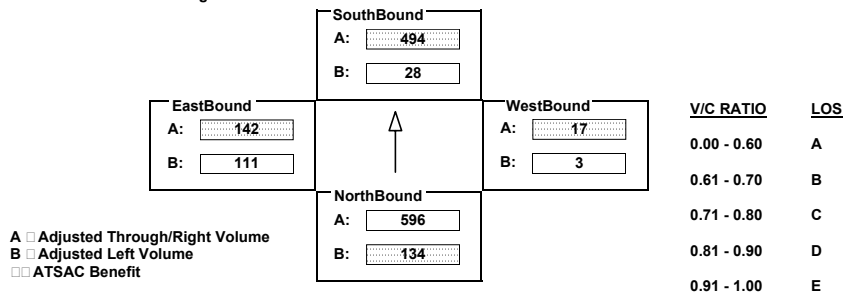 SouthBound
A: 494
B: 28
EastBound
A: 142
B: 111
WestBound
A: 17
B: 3
NorthBound
A: 596
B: 134
A □ Adjusted Through/Right Volume
B □ Adjusted Left Volume
□□ ATSAC Benefit
V/C RATIO LOS
0.00 - 0.60 A
0.61 - 0.70 B
0.71 - 0.80 C
0.81 - 0.90 D
0.91 - 1.00 E